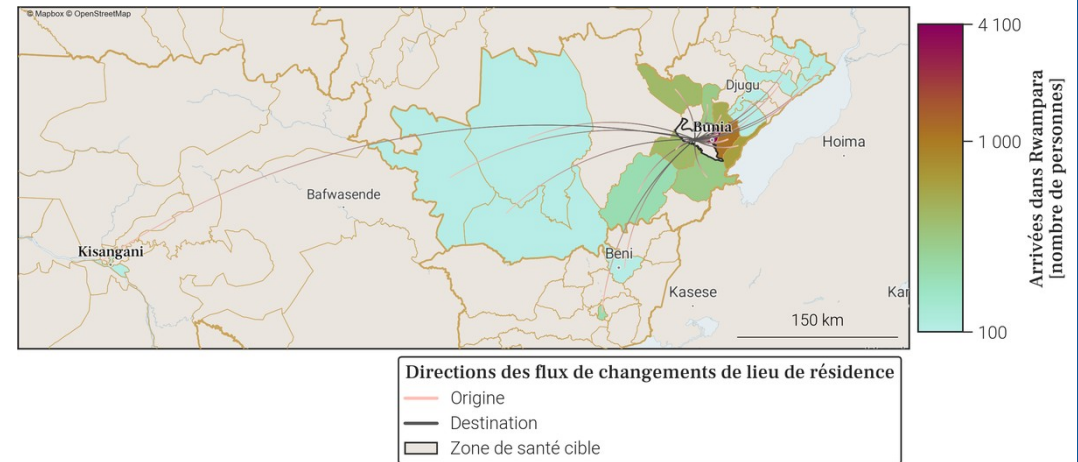 © Mapbox © OpenStreetMap
Djugu
Bunia
Hoima
Bafwasende
Kisangani
Beni
Kasese
Kar
150 km
4 100
1 000
100
Arrivées dans Rwampara
[nombre de personnes]
Directions des flux de changements de lieu de résidence
Origine
Destination
Zone de santé cible